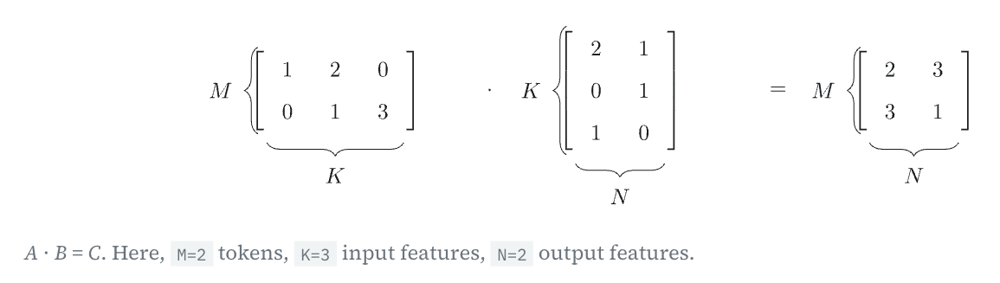 M { [ 1 2 0 ] · K { [ 2 1 ] = M { [ 2 3 ]
[ 0 1 3 ] [ 0 1 ] [ 3 1 ]
[ 1 0 ]
K N N
A · B = C. Here, M=2 tokens, K=3 input features, N=2 output features.